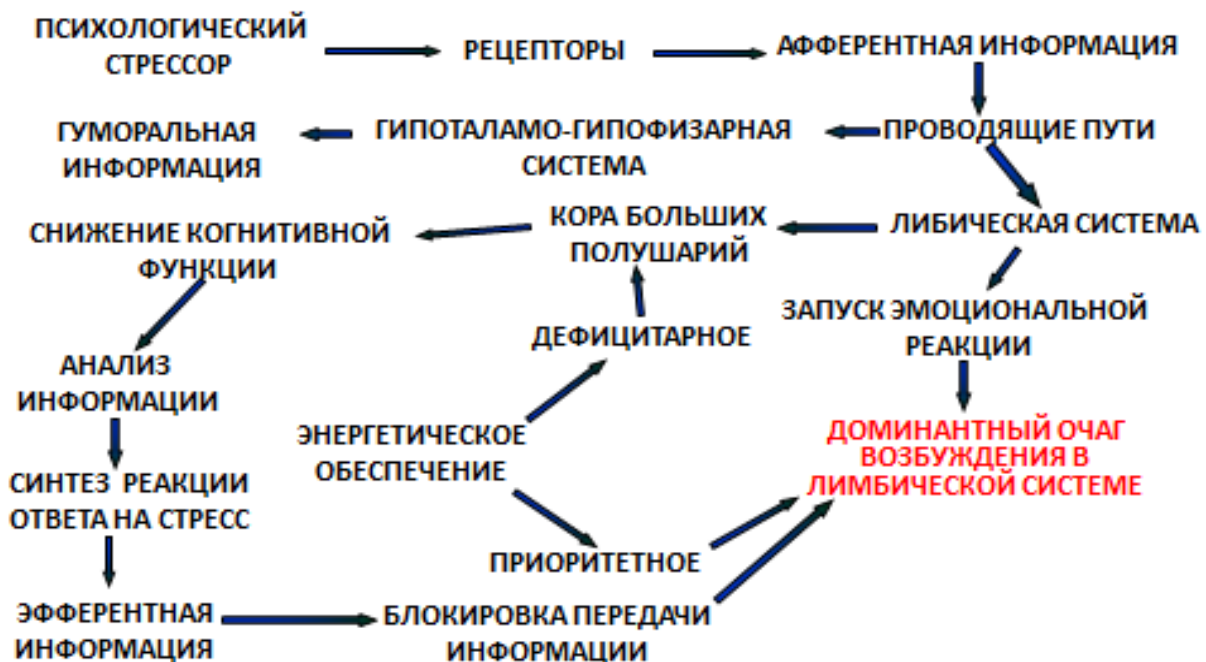 ПСИХОЛОГИЧЕСКИЙ
СТРЕССОР
РЕЦЕПТОРЫ
АФФЕРЕНТНАЯ ИНФОРМАЦИЯ
ГУМОРАЛЬНАЯ
ИНФОРМАЦИЯ
ГИПОТАЛАМО-ГИПОФИЗАРНАЯ
СИСТЕМА
ПРОВОДЯЩИЕ ПУТИ
СНИЖЕНИЕ КОГНИТИВНОЙ
ФУНКЦИИ
КОРА БОЛЬШИХ
ПОЛУШАРИЙ
ЛИБИЧЕСКАЯ СИСТЕМА
ЗАПУСК ЭМОЦИОНАЛЬНОЙ
РЕАКЦИИ
ДЕФИЦИТАРНОЕ
АНАЛИЗ
ИНФОРМАЦИИ
ЭНЕРГЕТИЧЕСКОЕ
ОБЕСПЕЧЕНИЕ
ДОМИНАНТНЫЙ ОЧАГ
ВОЗБУЖДЕНИЯ В
ЛИМБИЧЕСКОЙ СИСТЕМЕ
СИНТЕЗ РЕАКЦИИ
ОТВЕТА НА СТРЕСС
ПРИОРИТЕТНОЕ
ЭФФЕРЕНТНАЯ
ИНФОРМАЦИЯ
БЛОКИРОВКА ПЕРЕДАЧИ
ИНФОРМАЦИИ